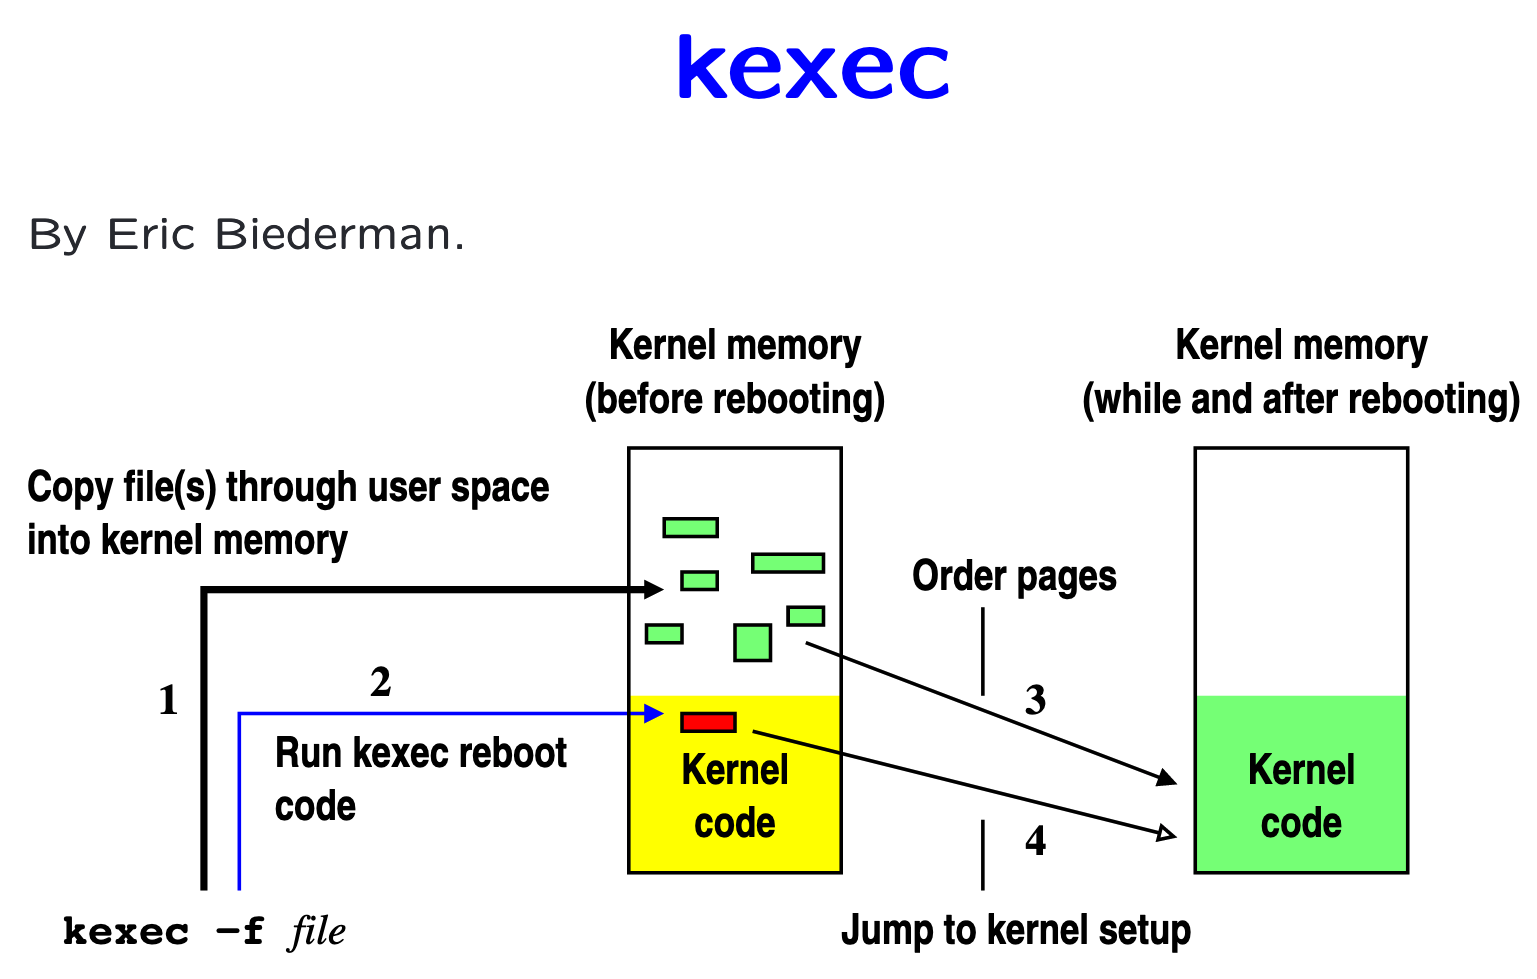 kexec
By Eric Biederman.
Kernel memory
(before rebooting)
Kernel memory
(while and after rebooting)
Copy file(s) through user space
into kernel memory
Order pages
1
2
3
Run kexec reboot
code
Kernel
code
Kernel
code
4
kexec −f file
Jump to kernel setup